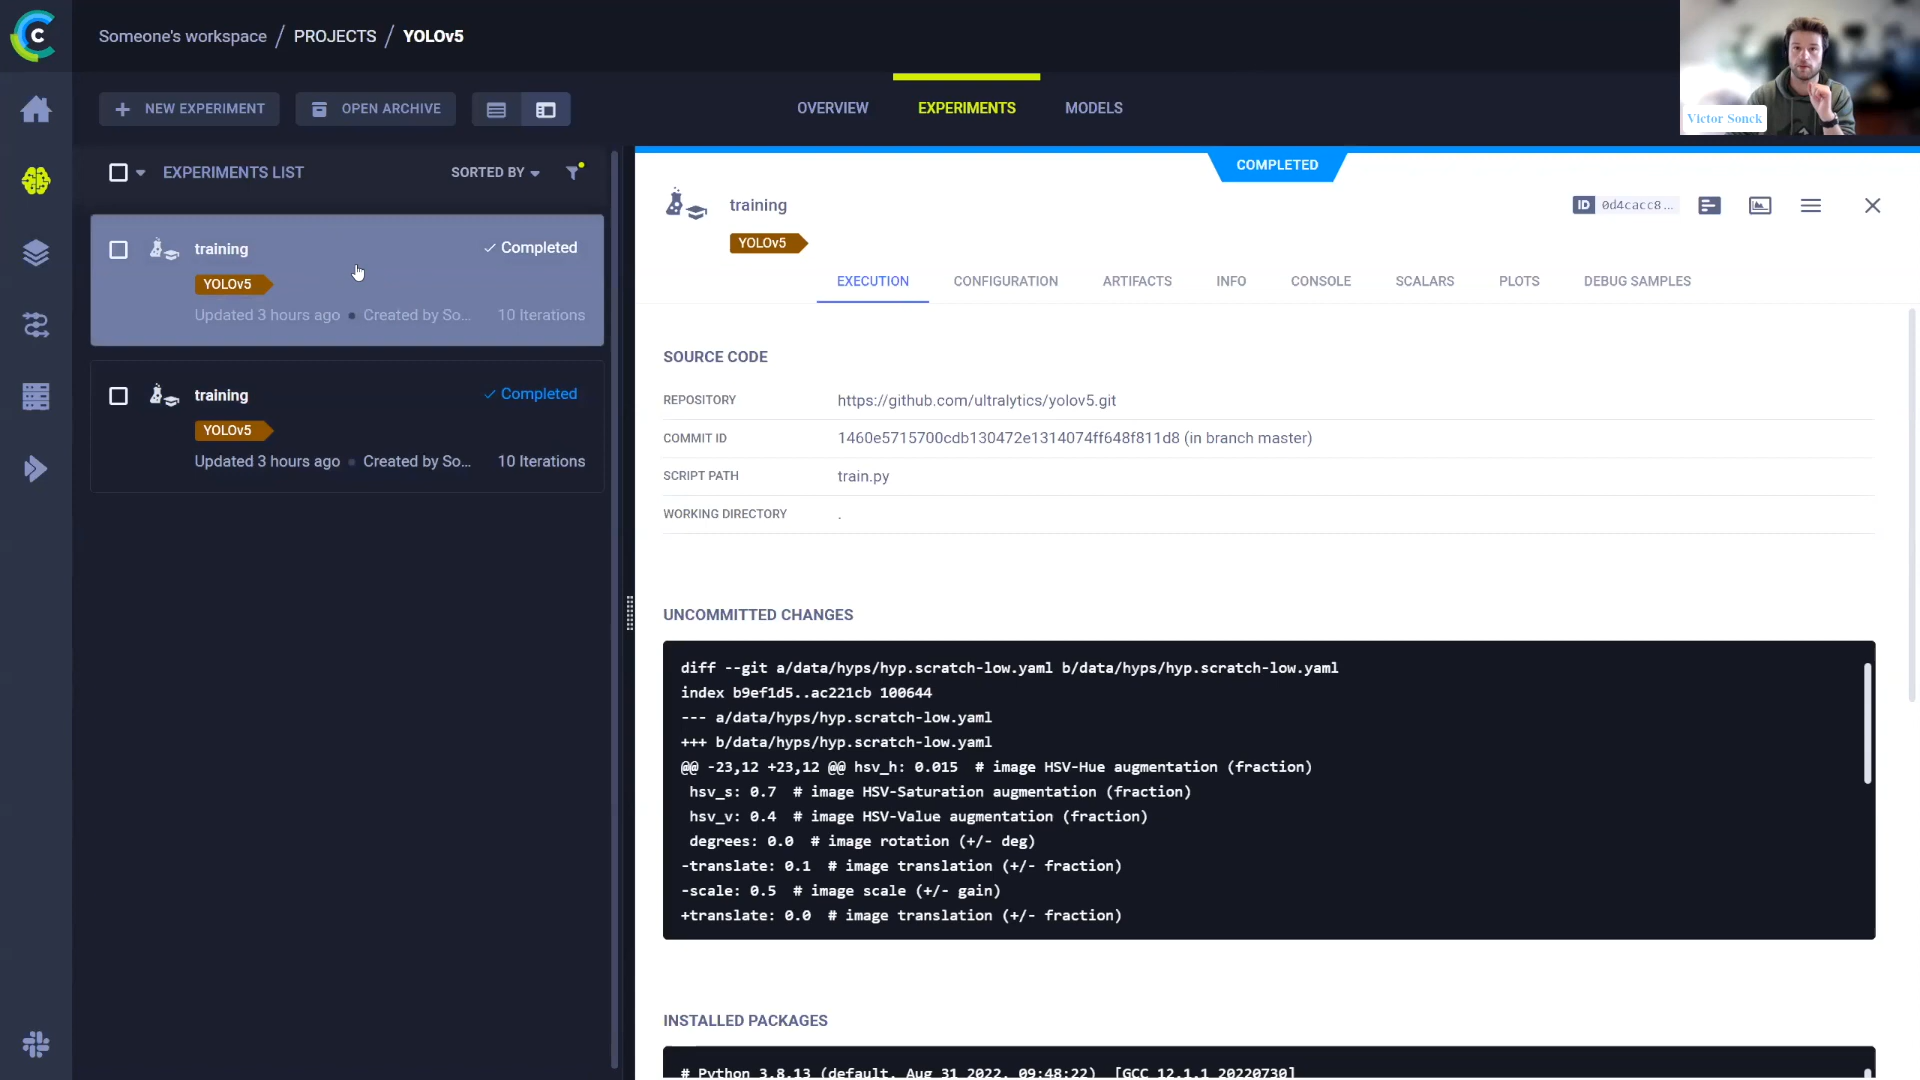 Someone's workspace / PROJECTS / YOLOv5
Victor Sonck
NEW EXPERIMENT
OPEN ARCHIVE
OVERVIEW
EXPERIMENTS
MODELS
EXPERIMENTS LIST
SORTED BY
training
Completed
YOLOv5
Updated 3 hours ago • Created by So... 10 Iterations
training
Completed
YOLOv5
Updated 3 hours ago • Created by So... 10 Iterations
COMPLETED
training
ID 0d4cacc8...
YOLOv5
EXECUTION CONFIGURATION ARTIFACTS INFO CONSOLE SCALARS PLOTS DEBUG SAMPLES
SOURCE CODE
REPOSITORY https://github.com/ultralytics/yolov5.git
COMMIT ID 1460e5715700cdb130472e1314074ff648f811d8 (in branch master)
SCRIPT PATH train.py
WORKING DIRECTORY .
UNCOMMITTED CHANGES
diff --git a/data/hyps/hyp.scratch-low.yaml b/data/hyps/hyp.scratch-low.yaml
index b9ef1d5..ac221cb 100644
--- a/data/hyps/hyp.scratch-low.yaml
+++ b/data/hyps/hyp.scratch-low.yaml
@@ -23,12 +23,12 @@ hsv_h: 0.015  # image HSV-Hue augmentation (fraction)
hsv_s: 0.7  # image HSV-Saturation augmentation (fraction)
hsv_v: 0.4  # image HSV-Value augmentation (fraction)
degrees: 0.0  # image rotation (+/- deg)
-translate: 0.1  # image translation (+/- fraction)
-scale: 0.5  # image scale (+/- gain)
+translate: 0.0  # image translation (+/- fraction)
INSTALLED PACKAGES
# Python 3.8.13 (default, Aug 31 2022, 09:48:22)  [GCC 12.1.1 20220730]